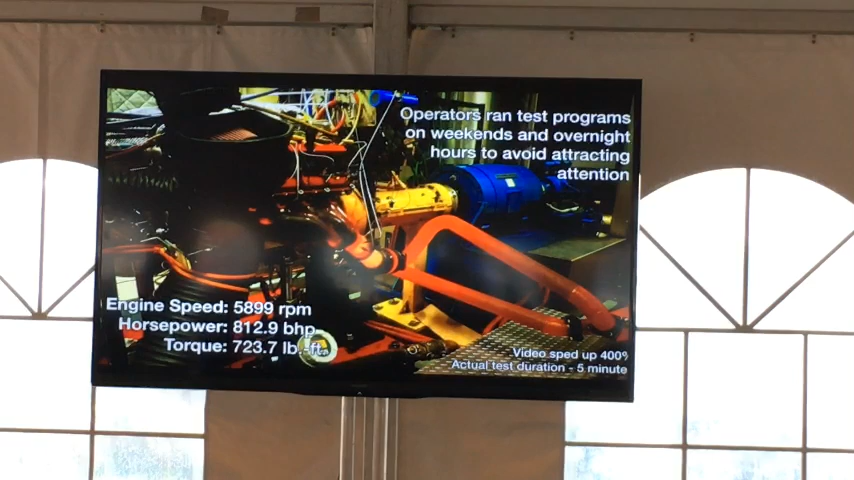 Operators ran test programs
on weekends and overnight
hours to avoid attracting
attention
Engine Speed: 5899 rpm
Horsepower: 812.9 bhp
Torque: 723.7 lb.-ft.
Video sped up 400%
Actual test duration - 5 minute